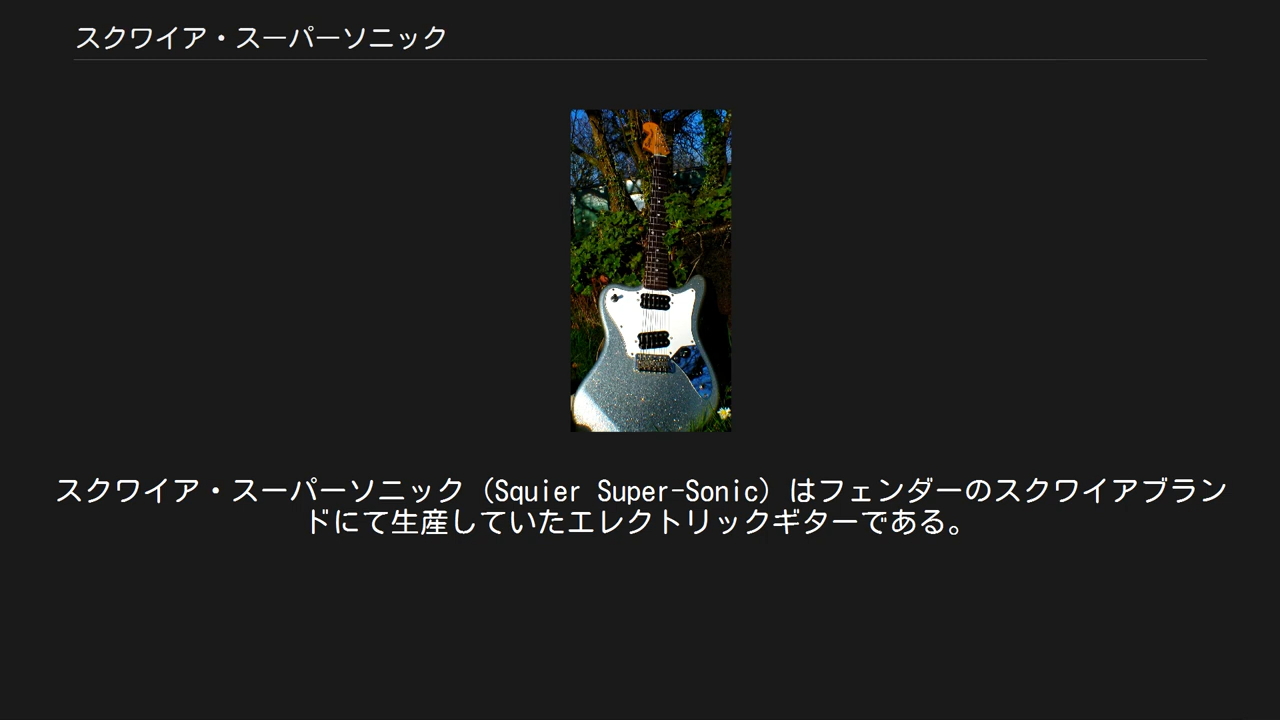 スクワイア・スーパーソニック
スクワイア・スーパーソニック（Squier Super-Sonic）はフェンダーのスクワイアブラン
ドにて生産していたエレクトリックギターである。